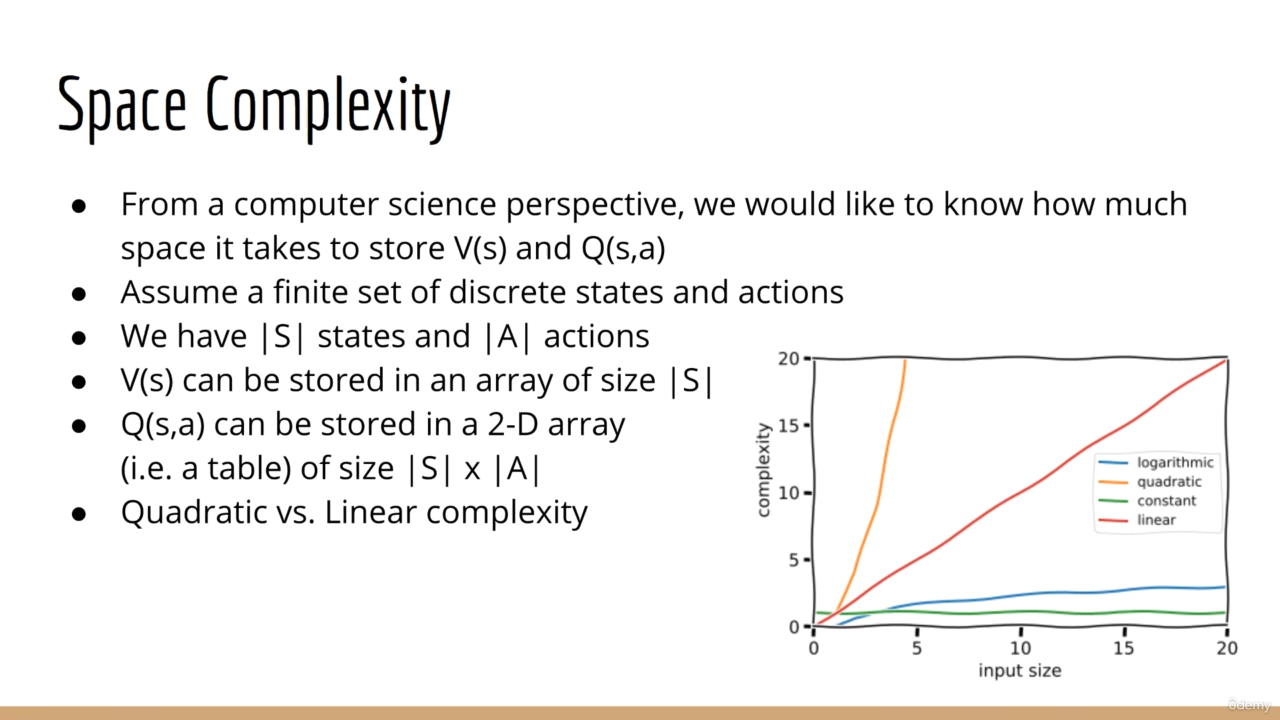 Space Complexity
● From a computer science perspective, we would like to know how much
space it takes to store V(s) and Q(s,a)
● Assume a finite set of discrete states and actions
● We have |S| states and |A| actions
● V(s) can be stored in an array of size |S|
● Q(s,a) can be stored in a 2-D array
(i.e. a table) of size |S| x |A|
● Quadratic vs. Linear complexity
20
15
10
5
0
complexity
logarithmic
quadratic
constant
linear
0 5 10 15 20
input size
ûdemy